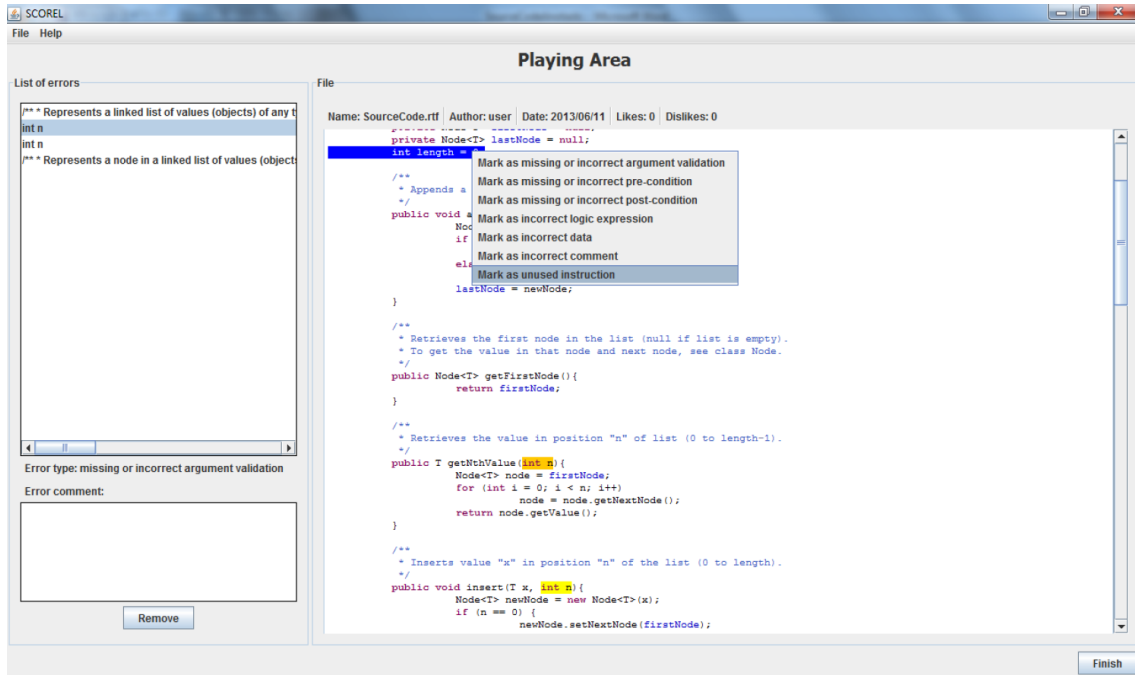 SCOREL
File Help
Playing Area
List of errors
/** * Represents a linked list of values (objects) of any t
int n
int n
/** * Represents a node in a linked list of values (object
Error type: missing or incorrect argument validation
Error comment:
Remove
File
Name: SourceCode.rtf Author: user Date: 2013/06/11 Likes: 0 Dislikes: 0
private Node<T> lastNode = null;
int length =
/**
* Appends a
*/
public void a
Nod
if
els
lastNode = newNode;
}
Mark as missing or incorrect argument validation
Mark as missing or incorrect pre-condition
Mark as missing or incorrect post-condition
Mark as incorrect logic expression
Mark as incorrect data
Mark as incorrect comment
Mark as unused instruction
/**
* Retrieves the first node in the list (null if list is empty).
* To get the value in that node and next node, see class Node.
*/
public Node<T> getFirstNode(){
return firstNode;
}
/**
* Retrieves the value in position "n" of list (0 to length-1).
*/
public T getNthValue(int n){
Node<T> node = firstNode;
for (int i = 0; i < n; i++)
node = node.getNextNode();
return node.getValue();
}
/**
* Inserts value "x" in position "n" of the list (0 to length).
*/
public void insert(T x, int n){
Node<T> newNode = new Node<T>(x);
if (n == 0) {
newNode.setNextNode(firstNode);
Finish